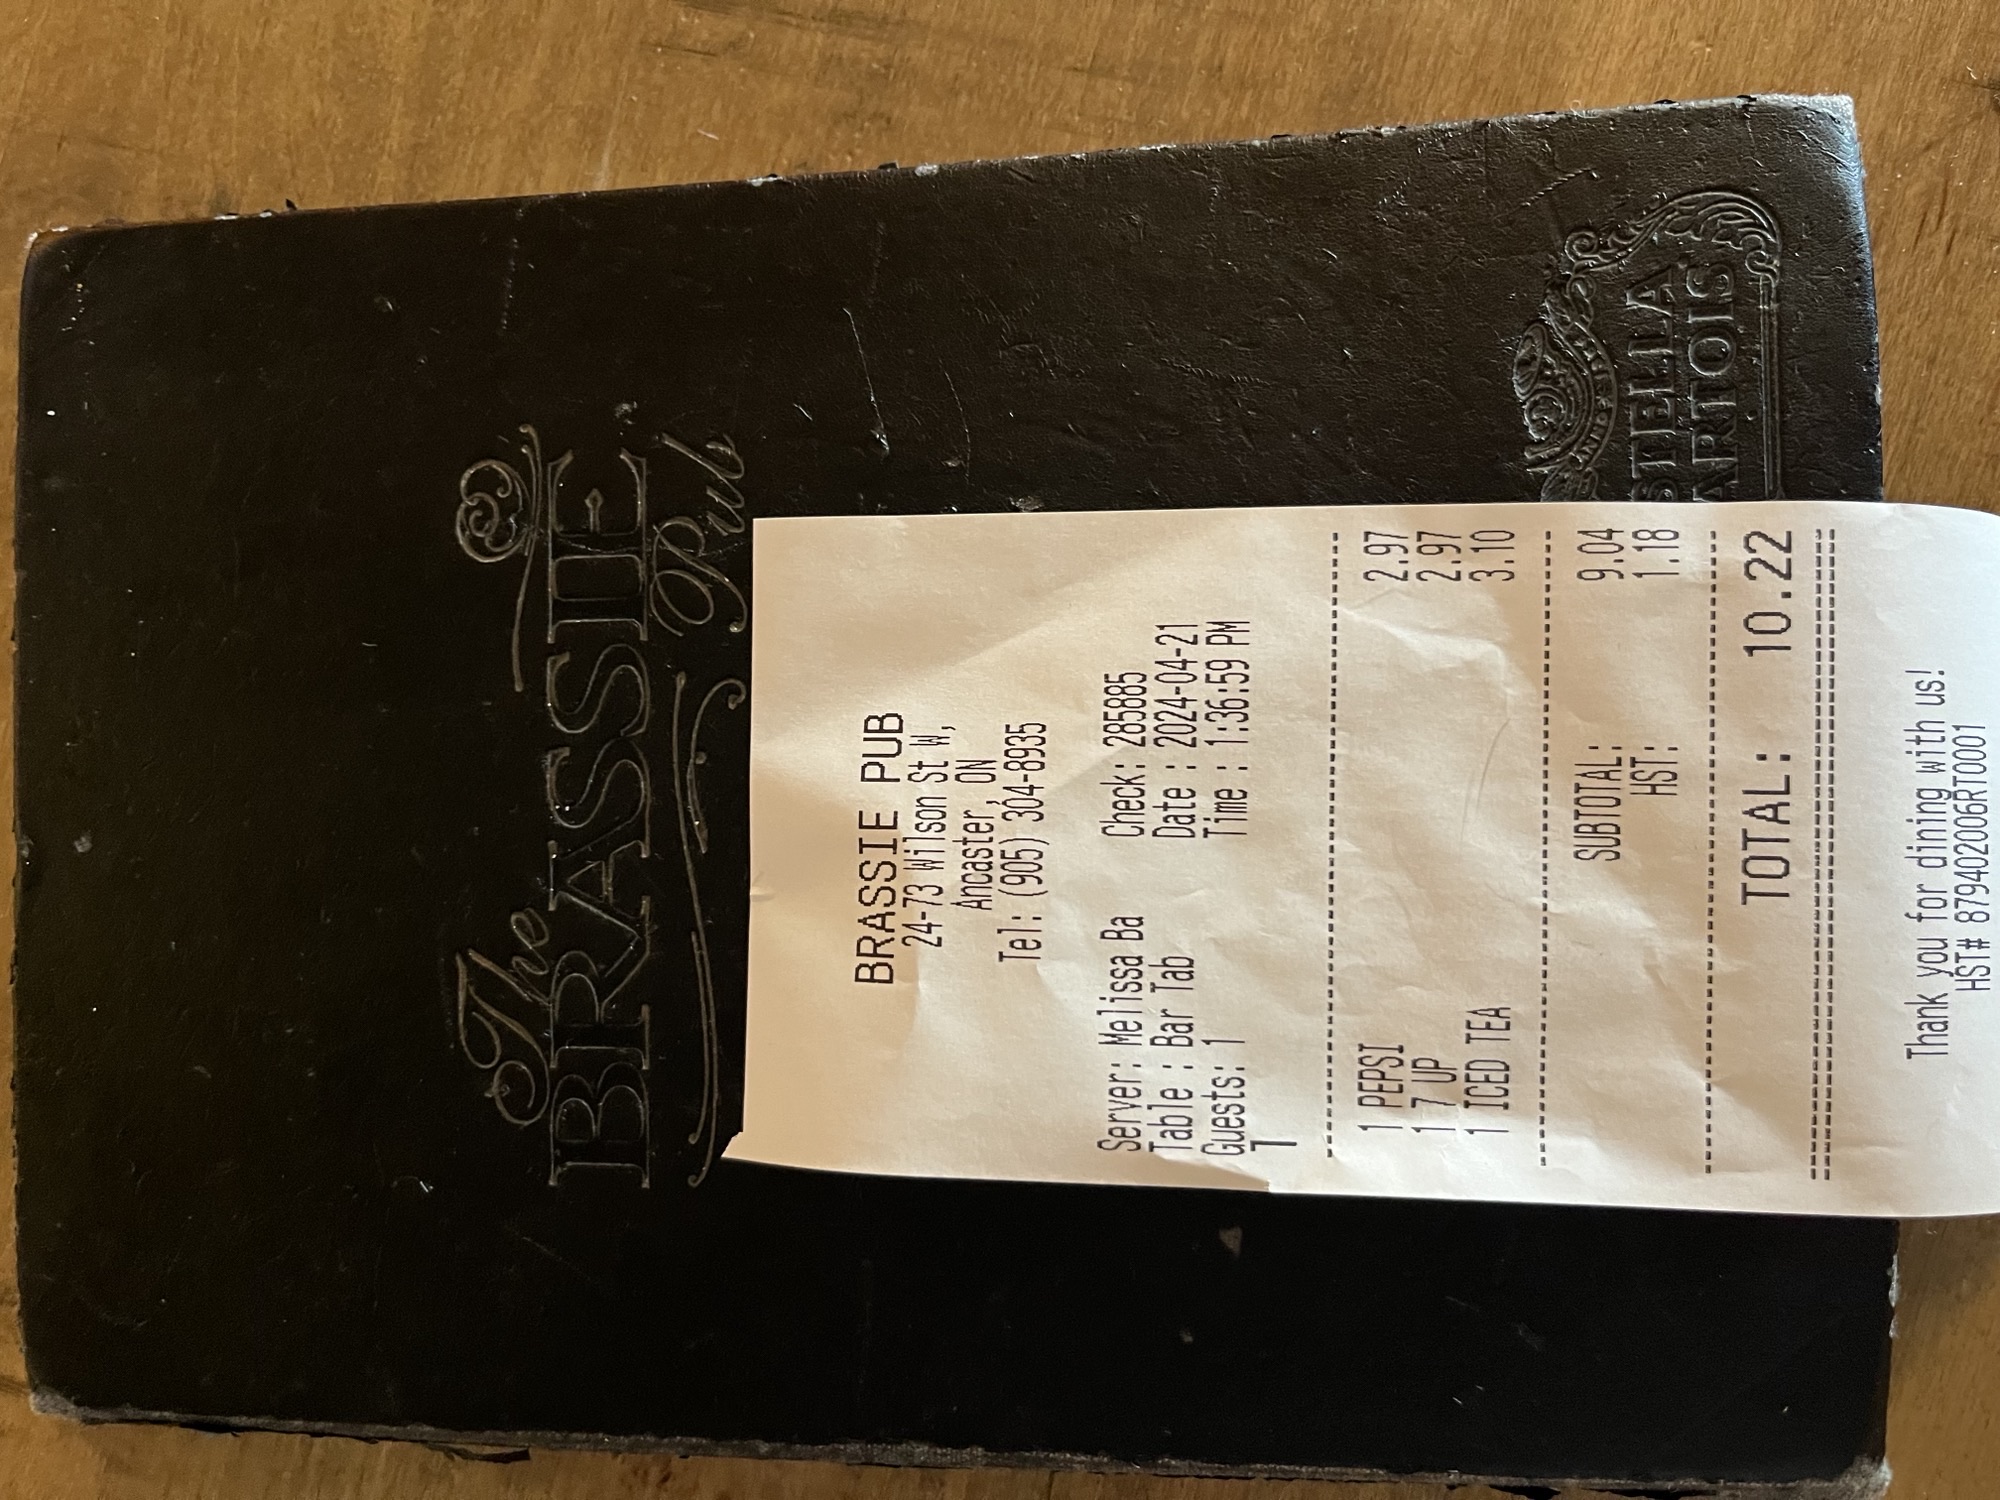 The
BRASSIE
Pub
BRASSIE PUB
24-73 Wilson St W,
Ancaster, ON
Tel: (905) 304-8935
Server: Melissa Ba Check: 285885
Table : Bar Tab Date : 2024-04-21
Guests: 1 Time : 1:36:59 PM
1
1 PEPSI 2.97
1 7 UP 2.97
1 ICED TEA 3.10
SUBTOTAL: 9.04
HST: 1.18
TOTAL: 10.22
Thank you for dining with us!
HST# 879402006RT0001
STELLA
ARTOIS